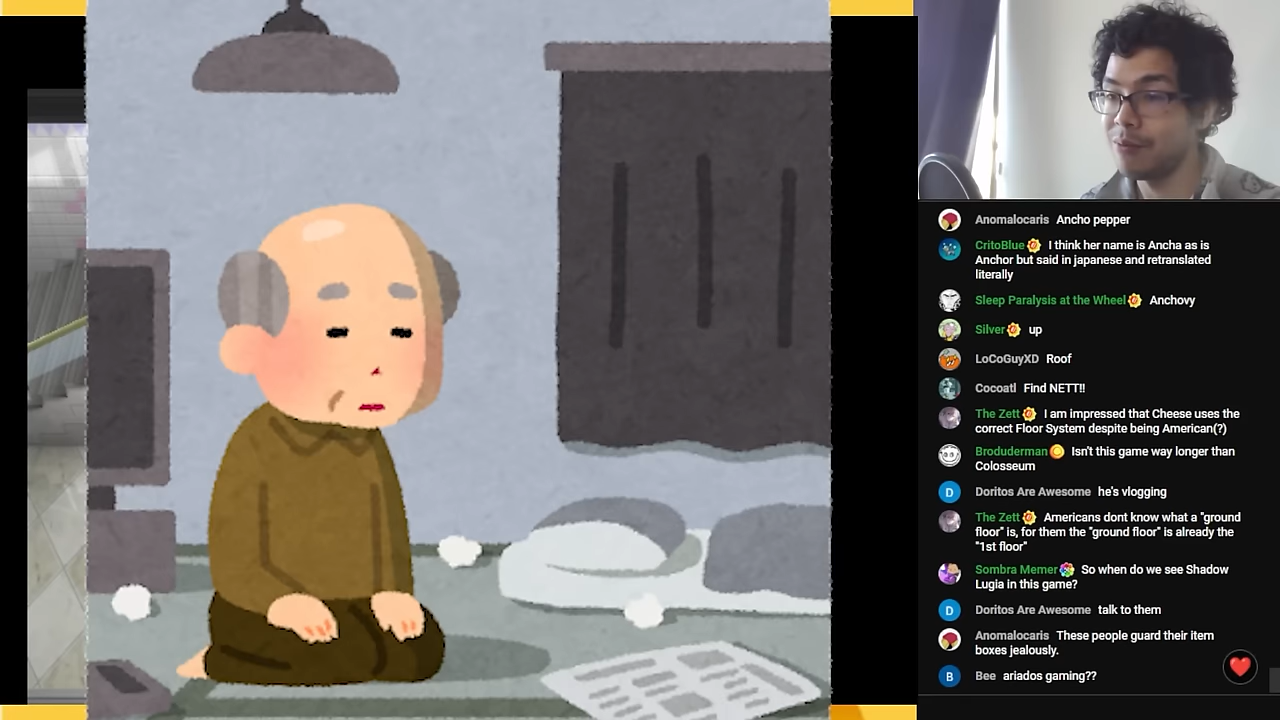 Anomalocaris Ancho pepper
CritoBlue I think her name is Ancha as is
Anchor but said in japanese and retranslated
literally
Sleep Paralysis at the Wheel Anchovy
Silver up
LoCoGuyXD Roof
Cocoatl Find NETT!!
The Zett I am impressed that Cheese uses the
correct Floor System despite being American(?)
Broduderman Isn't this game way longer than
Colosseum
D Doritos Are Awesome he's vlogging
The Zett Americans dont know what a "ground
floor" is, for them the "ground floor" is already the
"1st floor"
Sombra Memer So when do we see Shadow
Lugia in this game?
D Doritos Are Awesome talk to them
Anomalocaris These people guard their item
boxes jealously.
B Bee ariados gaming??